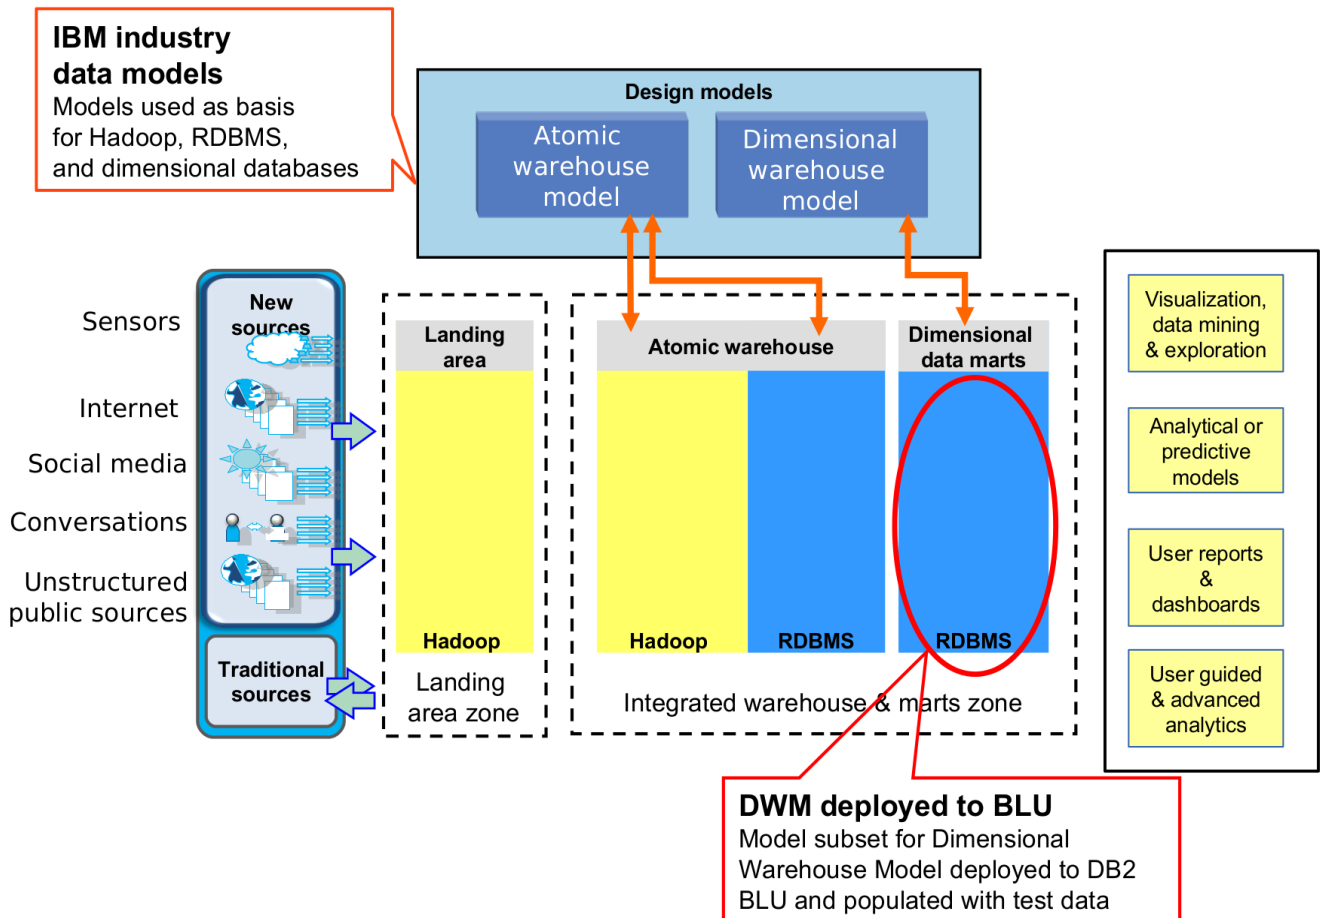 IBM industry
data models
Models used as basis
for Hadoop, RDBMS,
and dimensional databases
Design models
Atomic
warehouse
model
Dimensional
warehouse
model
Sensors
Internet
Social media
Conversations
Unstructured
public sources
New
sources
Traditional
sources
Landing
area
Hadoop
Landing
area zone
Atomic warehouse
Hadoop
RDBMS
Dimensional
data marts
RDBMS
Integrated warehouse & marts zone
Visualization,
data mining
& exploration
Analytical or
predictive
models
User reports
&
dashboards
User guided
& advanced
analytics
DWM deployed to BLU
Model subset for Dimensional
Warehouse Model deployed to DB2
BLU and populated with test data